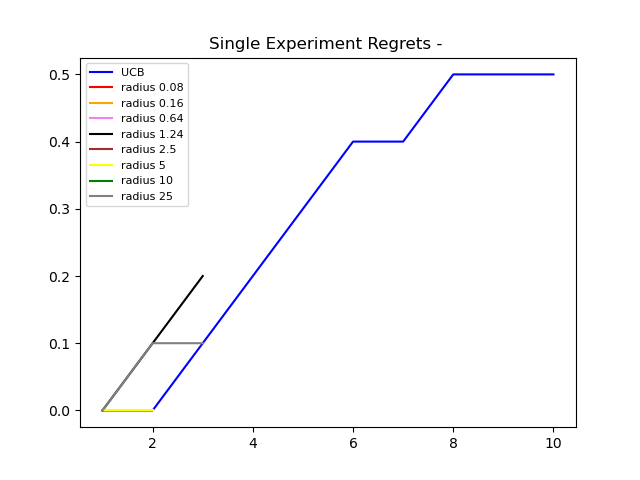 Single Experiment Regrets -
UCB
radius 0.08
radius 0.16
radius 0.64
radius 1.24
radius 2.5
radius 5
radius 10
radius 25
0.5
0.4
0.3
0.2
0.1
0.0
2 4 6 8 10